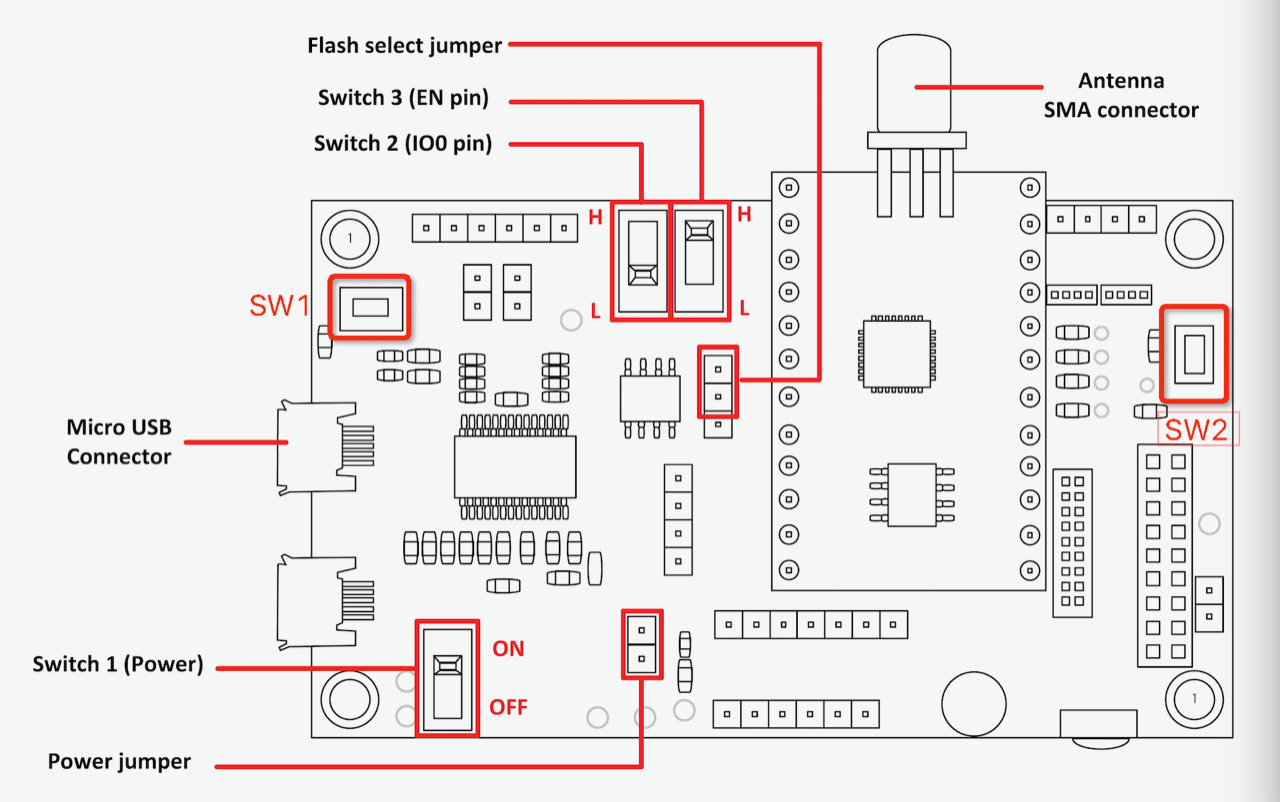 Flash select jumper
Switch 3 (EN pin)
Switch 2 (IO0 pin)
Antenna
SMA connector
H
H
1
SW1
L
L
Micro USB
Connector
SW2
Switch 1 (Power)
ON
OFF
1
Power jumper